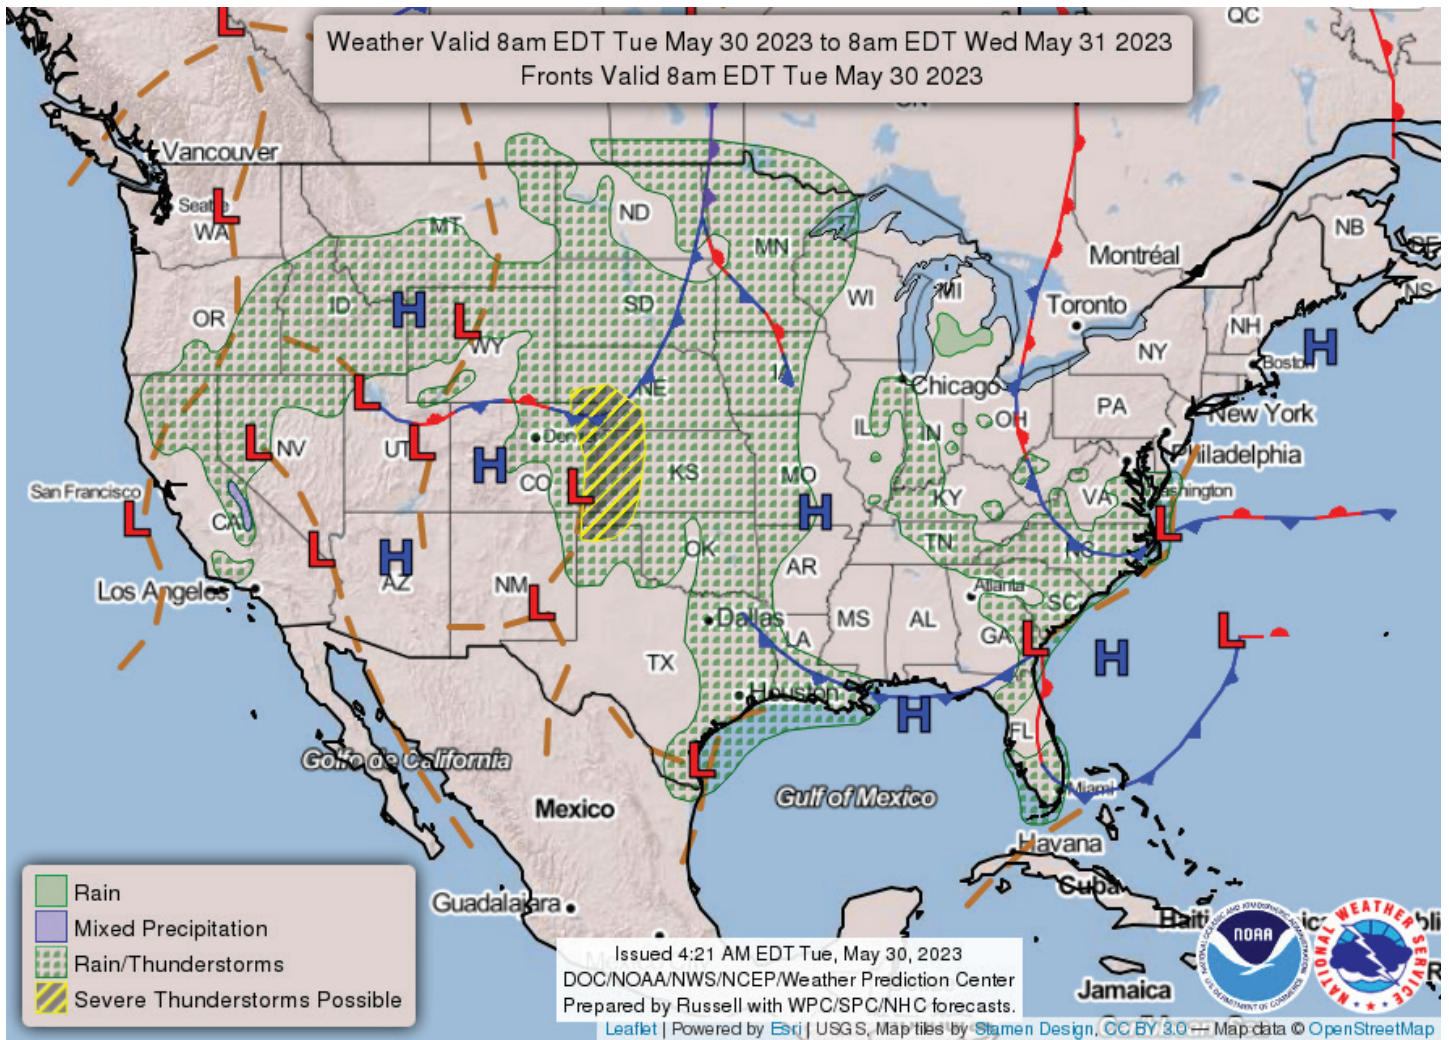 QC
Weather Valid 8am EDT Tue May 30 2023 to 8am EDT Wed May 31 2023
Fronts Valid 8am EDT Tue May 30 2023
L
L
Vancouver
Seattle
L
WA
MT
ND
MN
Montréal
NB
NS
OR
ID
H
L
WY
SD
WI
MI
Toronto
NH
NY
Boston
H
L
NE
IA
Chicago
PA
New York
L
NV
UT
L
H
Denver
CO
L
KS
MO
H
IL
IN
OH
KY
VA
Philadelphia
Washington
San Francisco
L
CA
L
H
AZ
NM
L
OK
AR
TN
NC
L
Los Angeles
Dallas
TX
LA
MS
AL
Atlanta
GA
SC
L
H
L
Houston
H
FL
L
Miami
Golfo de California
Mexico
Gulf of Mexico
Havana
Cuba
Guadalajara
Haiti
Jamaica
Rain
Mixed Precipitation
Rain/Thunderstorms
Severe Thunderstorms Possible
Issued 4:21 AM EDT Tue, May 30, 2023
DOC/NOAA/NWS/NCEP/Weather Prediction Center
Prepared by Russell with WPC/SPC/NHC forecasts.
NOAA
NATIONAL WEATHER SERVICE
Leaflet | Powered by Esri | USGS, Map tiles by Stamen Design, CC BY 3.0 — Map data © OpenStreetMap